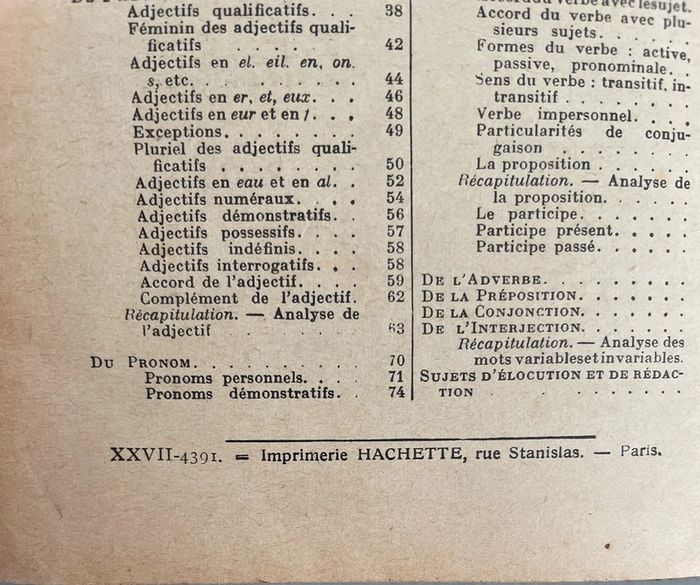 Adjectifs qualificatifs. . . 38
Féminin des adjectifs quali-
ficatifs . . . . . 42
Adjectifs en el. eil. en, on.
s, etc. . . . . . . . 44
Adjectifs en er, et, eux. . . 46
Adjectifs en eur et en f. . . 48
Exceptions. . . . . . . . 49
Pluriel des adjectifs quali-
ficatifs . . . . . . . 50
Adjectifs en eau et en al. . 52
Adjectifs numéraux. . . . 54
Adjectifs démonstratifs. . 56
Adjectifs possessifs. . . . 57
Adjectifs indéfinis. . . . 58
Adjectifs interrogatifs. . . 58
Accord de l'adjectif. . . . 59
Complément de l'adjectif. 62
Récapitulation. — Analyse de
l'adjectif . . . . . . 63
DU PRONOM. . . . . . . . . . 70
Pronoms personnels. . . . 71
Pronoms démonstratifs. . 74
Accord du verbe avec le sujet.
Accord du verbe avec plu-
sieurs sujets. . . . . .
Formes du verbe : active,
passive, pronominale. . .
Sens du verbe : transitif, in-
transitif . . . . . . . .
Verbe impersonnel. . . .
Particularités de conju-
gaison . . . . . . . .
La proposition . . . . . .
Récapitulation. — Analyse de
la proposition. . . . . .
Le participe. . . . . . .
Participe présent. . . . .
Participe passé. . . . . .
DE L'ADVERBE. . . . . . . . .
DE LA PRÉPOSITION. . . . . . .
DE LA CONJONCTION. . . . . . .
DE L'INTERJECTION. . . . . . .
Récapitulation. — Analyse des
mots variables et invariables.
SUJETS D'ÉLOCUTION ET DE RÉDAC-
TION . . . . . . . .
XXVII-4391. = Imprimerie HACHETTE, rue Stanislas. — Paris.